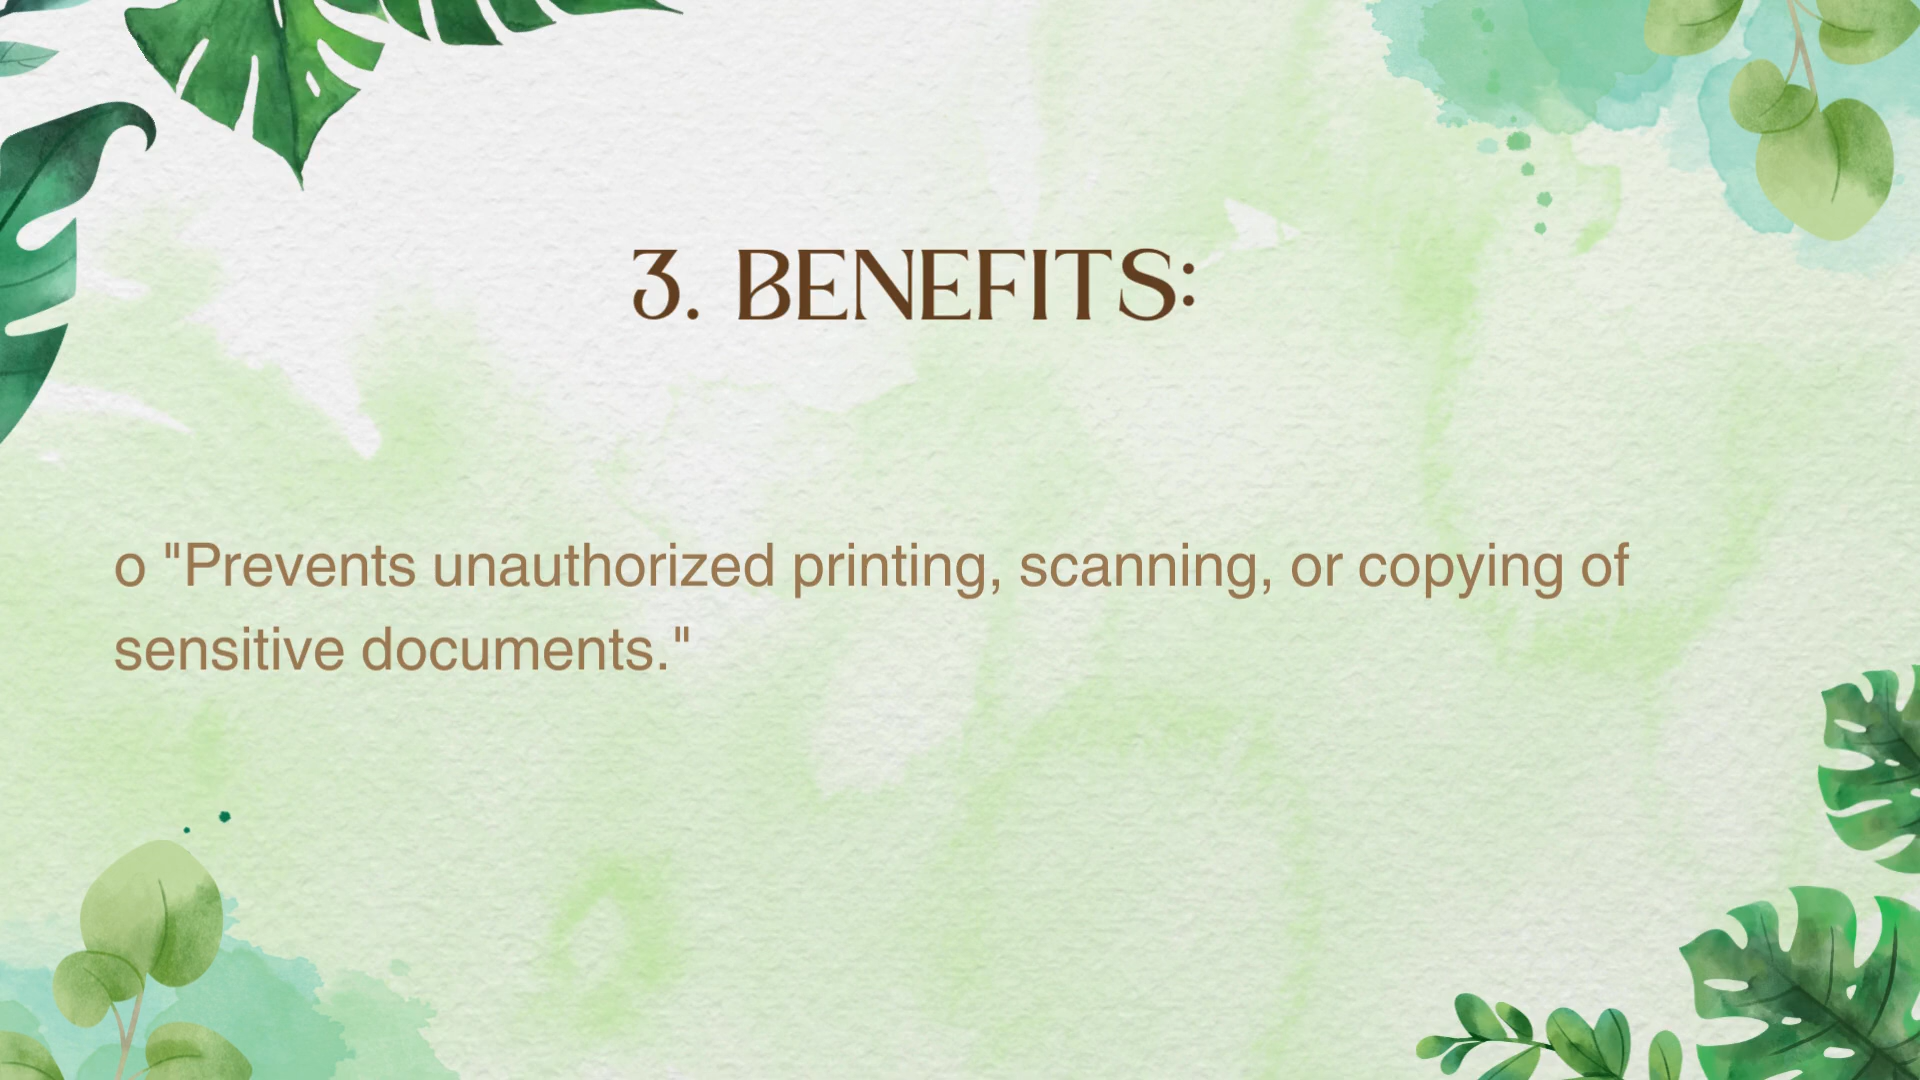 3. BENEFITS:
o "Prevents unauthorized printing, scanning, or copying of
sensitive documents."